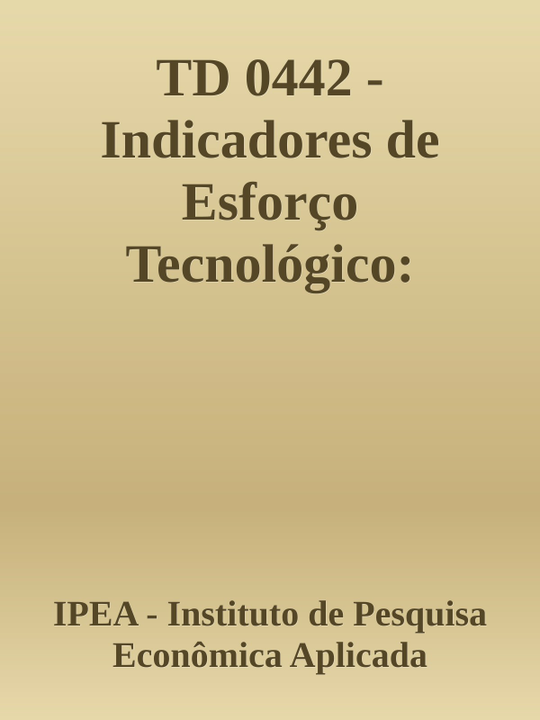 TD 0442 -
Indicadores de
Esforço
Tecnológico:
IPEA - Instituto de Pesquisa
Econômica Aplicada